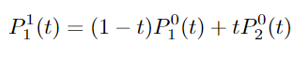 $P_1^1(t) = (1-t)P_1^0(t) + tP_2^0(t)$